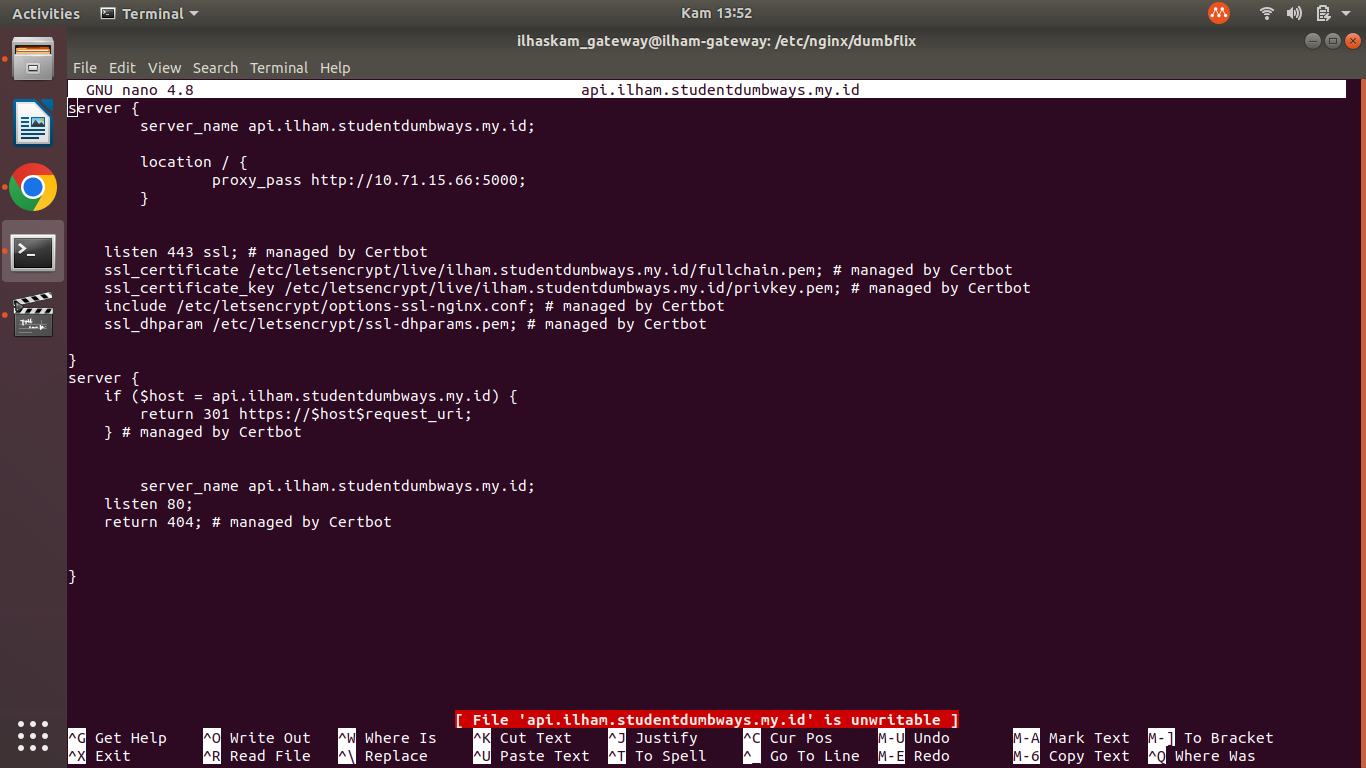 Activities Terminal Kam 13:52
ilhaskam_gateway@ilham-gateway: /etc/nginx/dumbflix
File Edit View Search Terminal Help
GNU nano 4.8 api.ilham.studentdumbways.my.id
server {
server_name api.ilham.studentdumbways.my.id;
location / {
proxy_pass http://10.71.15.66:5000;
}
listen 443 ssl; # managed by Certbot
ssl_certificate /etc/letsencrypt/live/ilham.studentdumbways.my.id/fullchain.pem; # managed by Certbot
ssl_certificate_key /etc/letsencrypt/live/ilham.studentdumbways.my.id/privkey.pem; # managed by Certbot
include /etc/letsencrypt/options-ssl-nginx.conf; # managed by Certbot
ssl_dhparam /etc/letsencrypt/ssl-dhparams.pem; # managed by Certbot
}
server {
if ($host = api.ilham.studentdumbways.my.id) {
return 301 https://$host$request_uri;
} # managed by Certbot
server_name api.ilham.studentdumbways.my.id;
listen 80;
return 404; # managed by Certbot
}
[ File 'api.ilham.studentdumbways.my.id' is unwritable ]
^G Get Help ^O Write Out ^W Where Is ^K Cut Text ^J Justify ^C Cur Pos M-U Undo M-A Mark Text M-] To Bracket
^X Exit ^R Read File ^\ Replace ^U Paste Text ^T To Spell ^_ Go To Line M-E Redo M-6 Copy Text ^Q Where Was